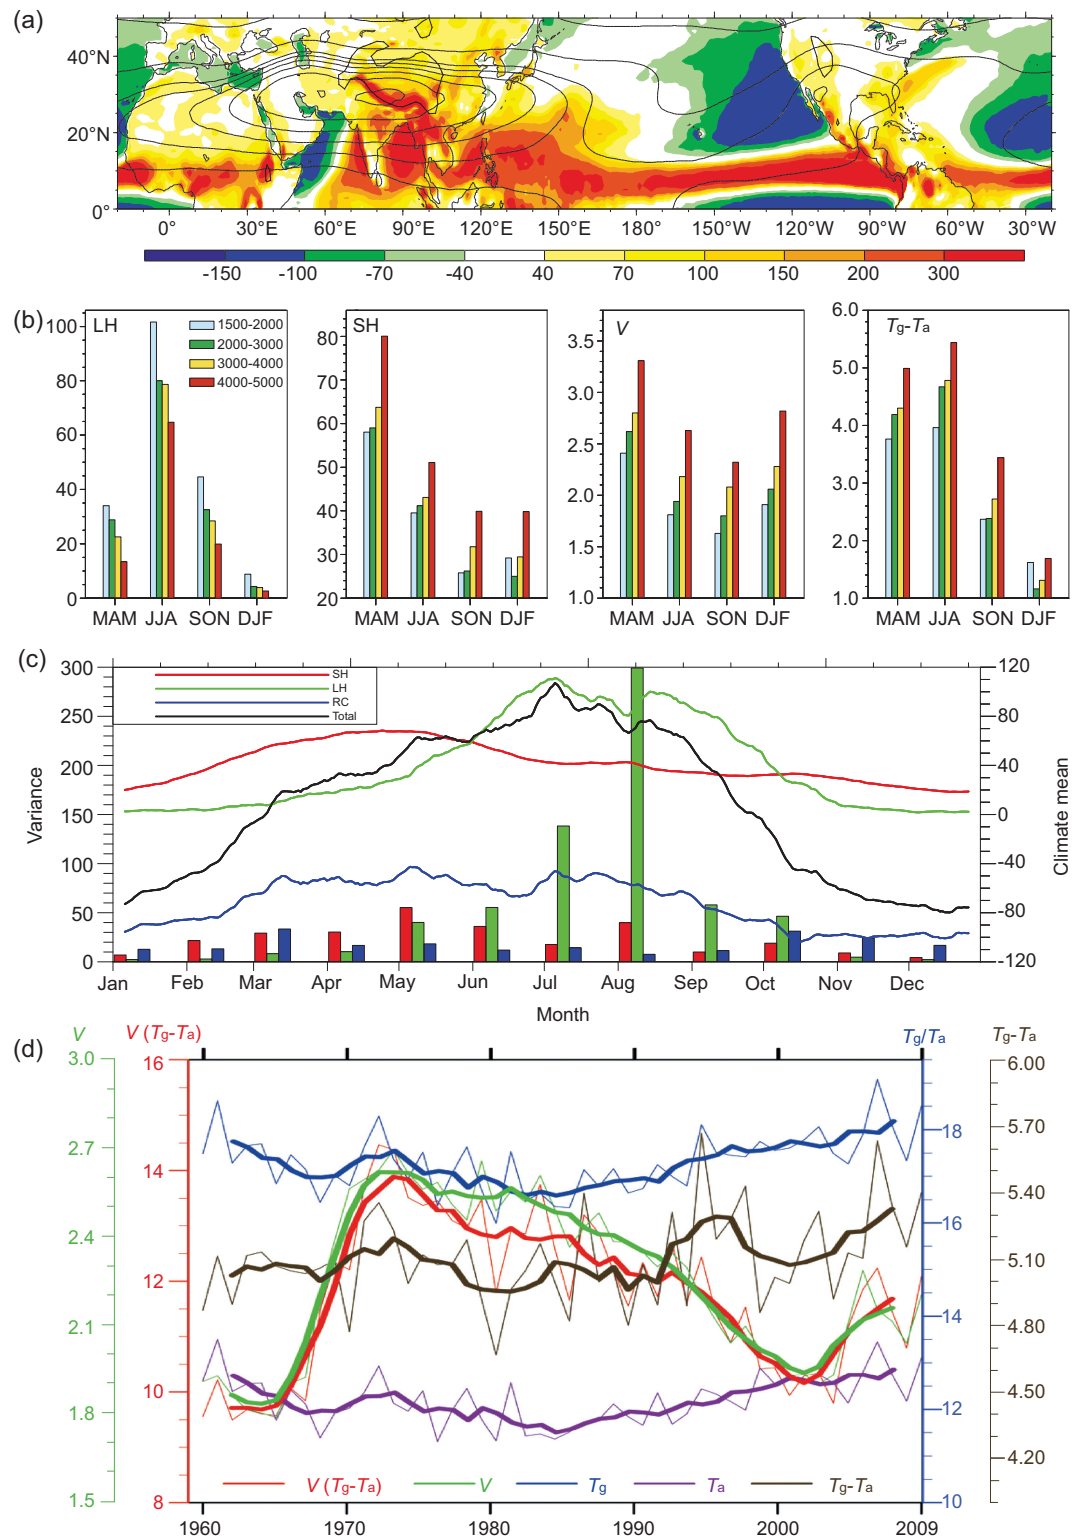 (a)
40°N
20°N
0°
0° 30°E 60°E 90°E 120°E 150°E 180° 150°W 120°W 90°W 60°W 30°W
-150 -100 -70 -40 40 70 100 150 200 300
(b)
LH
1500-2000
2000-3000
3000-4000
4000-5000
100
80
60
40
20
0
MAM JJA SON DJF
SH
80
70
60
50
40
30
20
MAM JJA SON DJF
V
3.5
3.0
2.5
2.0
1.5
1.0
MAM JJA SON DJF
Tg-Ta
6.0
5.0
4.0
3.0
2.0
1.0
MAM JJA SON DJF
(c)
SH
LH
RC
Total
Variance
300
250
200
150
100
50
0
Climate mean
120
80
40
0
-40
-80
-120
Jan Feb Mar Apr May Jun Jul Aug Sep Oct Nov Dec
Month
(d)
V
3.0
2.7
2.4
2.1
1.8
1.5
V (Tg-Ta)
16
14
12
10
8
Tg/Ta
18
16
14
12
10
Tg-Ta
6.00
5.70
5.40
5.10
4.80
4.50
4.20
V (Tg-Ta) V Tg Ta Tg-Ta
1960 1970 1980 1990 2000 2009